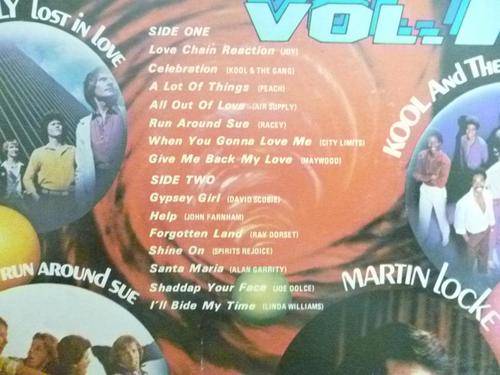 LY LOST IN LOVE
VOL.
KOOL And THE
SIDE ONE
Love Chain Reaction (JOY)
Celebration (KOOL & THE GANG)
A Lot Of Things (PEACH)
All Out Of Love (AIR SUPPLY)
Run Around Sue (RACEY)
When You Gonna Love Me (CITY LIMITS)
Give Me Back My Love (MAYWOOD)
SIDE TWO
Gypsey Girl (DAVID SCOBIE)
Help (JOHN FARNHAM)
Forgotten Land (RAY DORSET)
Shine On (SPIRITS REJOICE)
Santa Maria (ALAN GARRITY)
Shaddap Your Face (JOE DOLCE)
I'll Bide My Time (LINDA WILLIAMS)
RUN AROUND SUE
MARTIN LOCKE